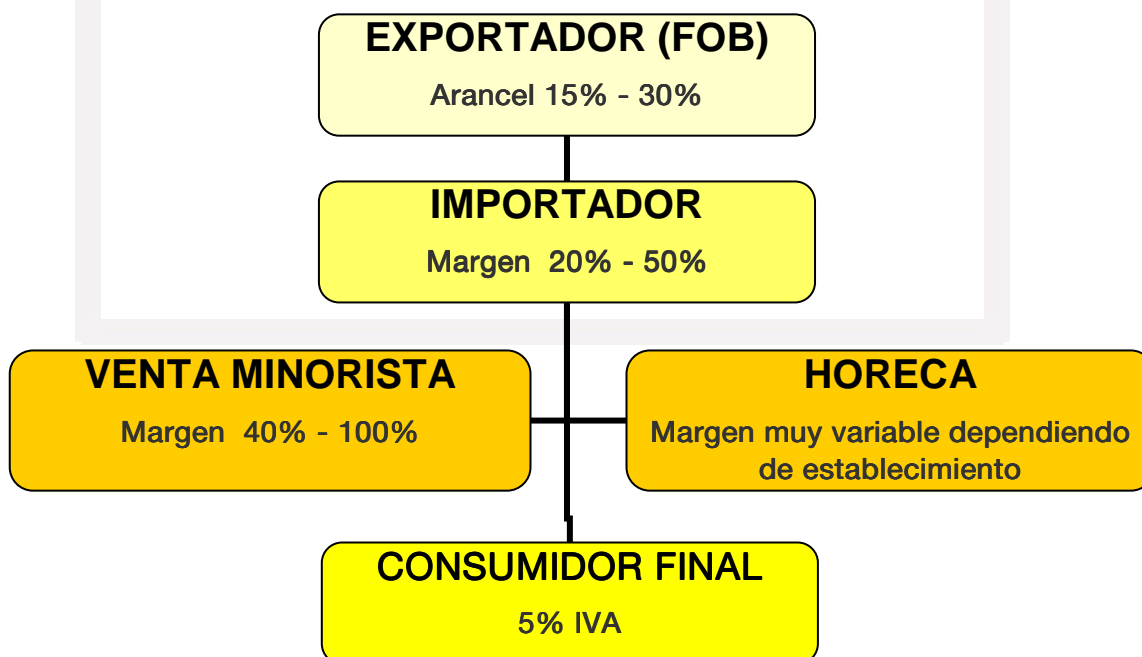 EXPORTADOR (FOB)
Arancel 15% - 30%
IMPORTADOR
Margen  20% - 50%
VENTA MINORISTA
Margen  40% - 100%
HORECA
Margen muy variable dependiendo
de establecimiento
CONSUMIDOR FINAL
5% IVA